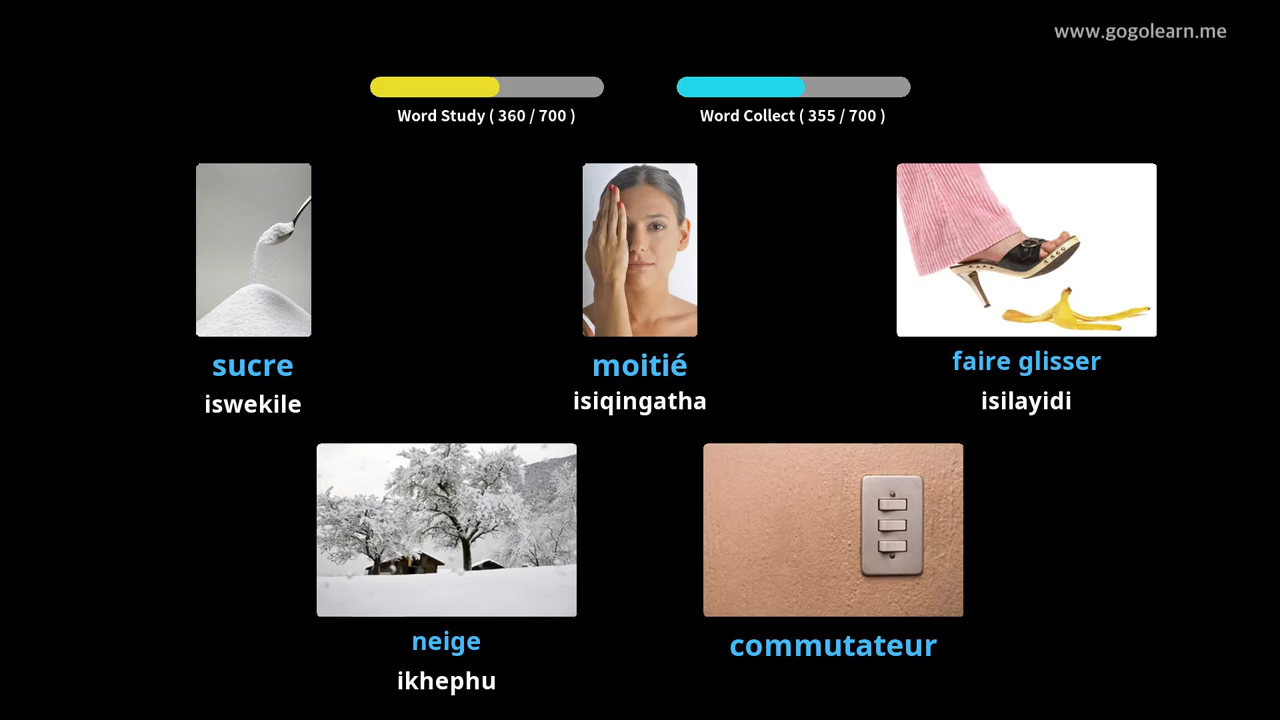 www.gogolearn.me
Word Study ( 360 / 700 )
Word Collect ( 355 / 700 )
sucre
iswekile
moitié
isiqingatha
faire glisser
isilayidi
neige
ikhephu
commutateur